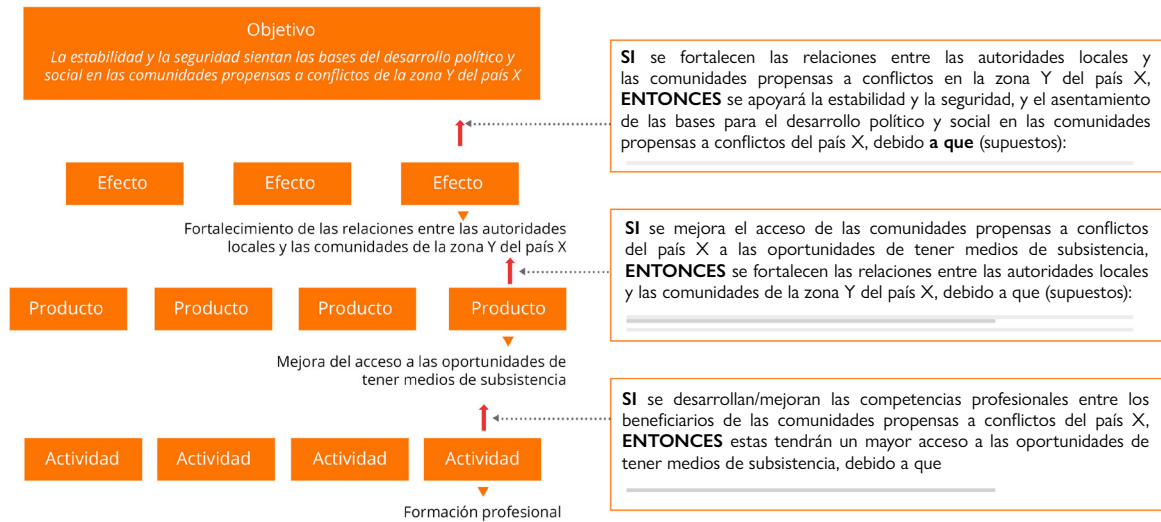 Objetivo
La estabilidad y la seguridad sientan las bases del desarrollo político y
social en las comunidades propensas a conflictos de la zona Y del país X
SI se fortalecen las relaciones entre las autoridades locales y
las comunidades propensas a conflictos en la zona Y del país X,
ENTONCES se apoyará la estabilidad y la seguridad, y el asentamiento
de las bases para el desarrollo político y social en las comunidades
propensas a conflictos del país X, debido a que (supuestos):
Efecto
Efecto
Efecto
Fortalecimiento de las relaciones entre las autoridades
locales y las comunidades de la zona Y del país X
SI se mejora el acceso de las comunidades propensas a conflictos
del país X a las oportunidades de tener medios de subsistencia,
ENTONCES se fortalecen las relaciones entre las autoridades locales
y las comunidades de la zona Y del país X, debido a que (supuestos):
Producto
Producto
Producto
Producto
Mejora del acceso a las oportunidades de
tener medios de subsistencia
SI se desarrollan/mejoran las competencias profesionales entre los
beneficiarios de las comunidades propensas a conflictos del país X,
ENTONCES estas tendrán un mayor acceso a las oportunidades de
tener medios de subsistencia, debido a que
Actividad
Actividad
Actividad
Actividad
Formación profesional